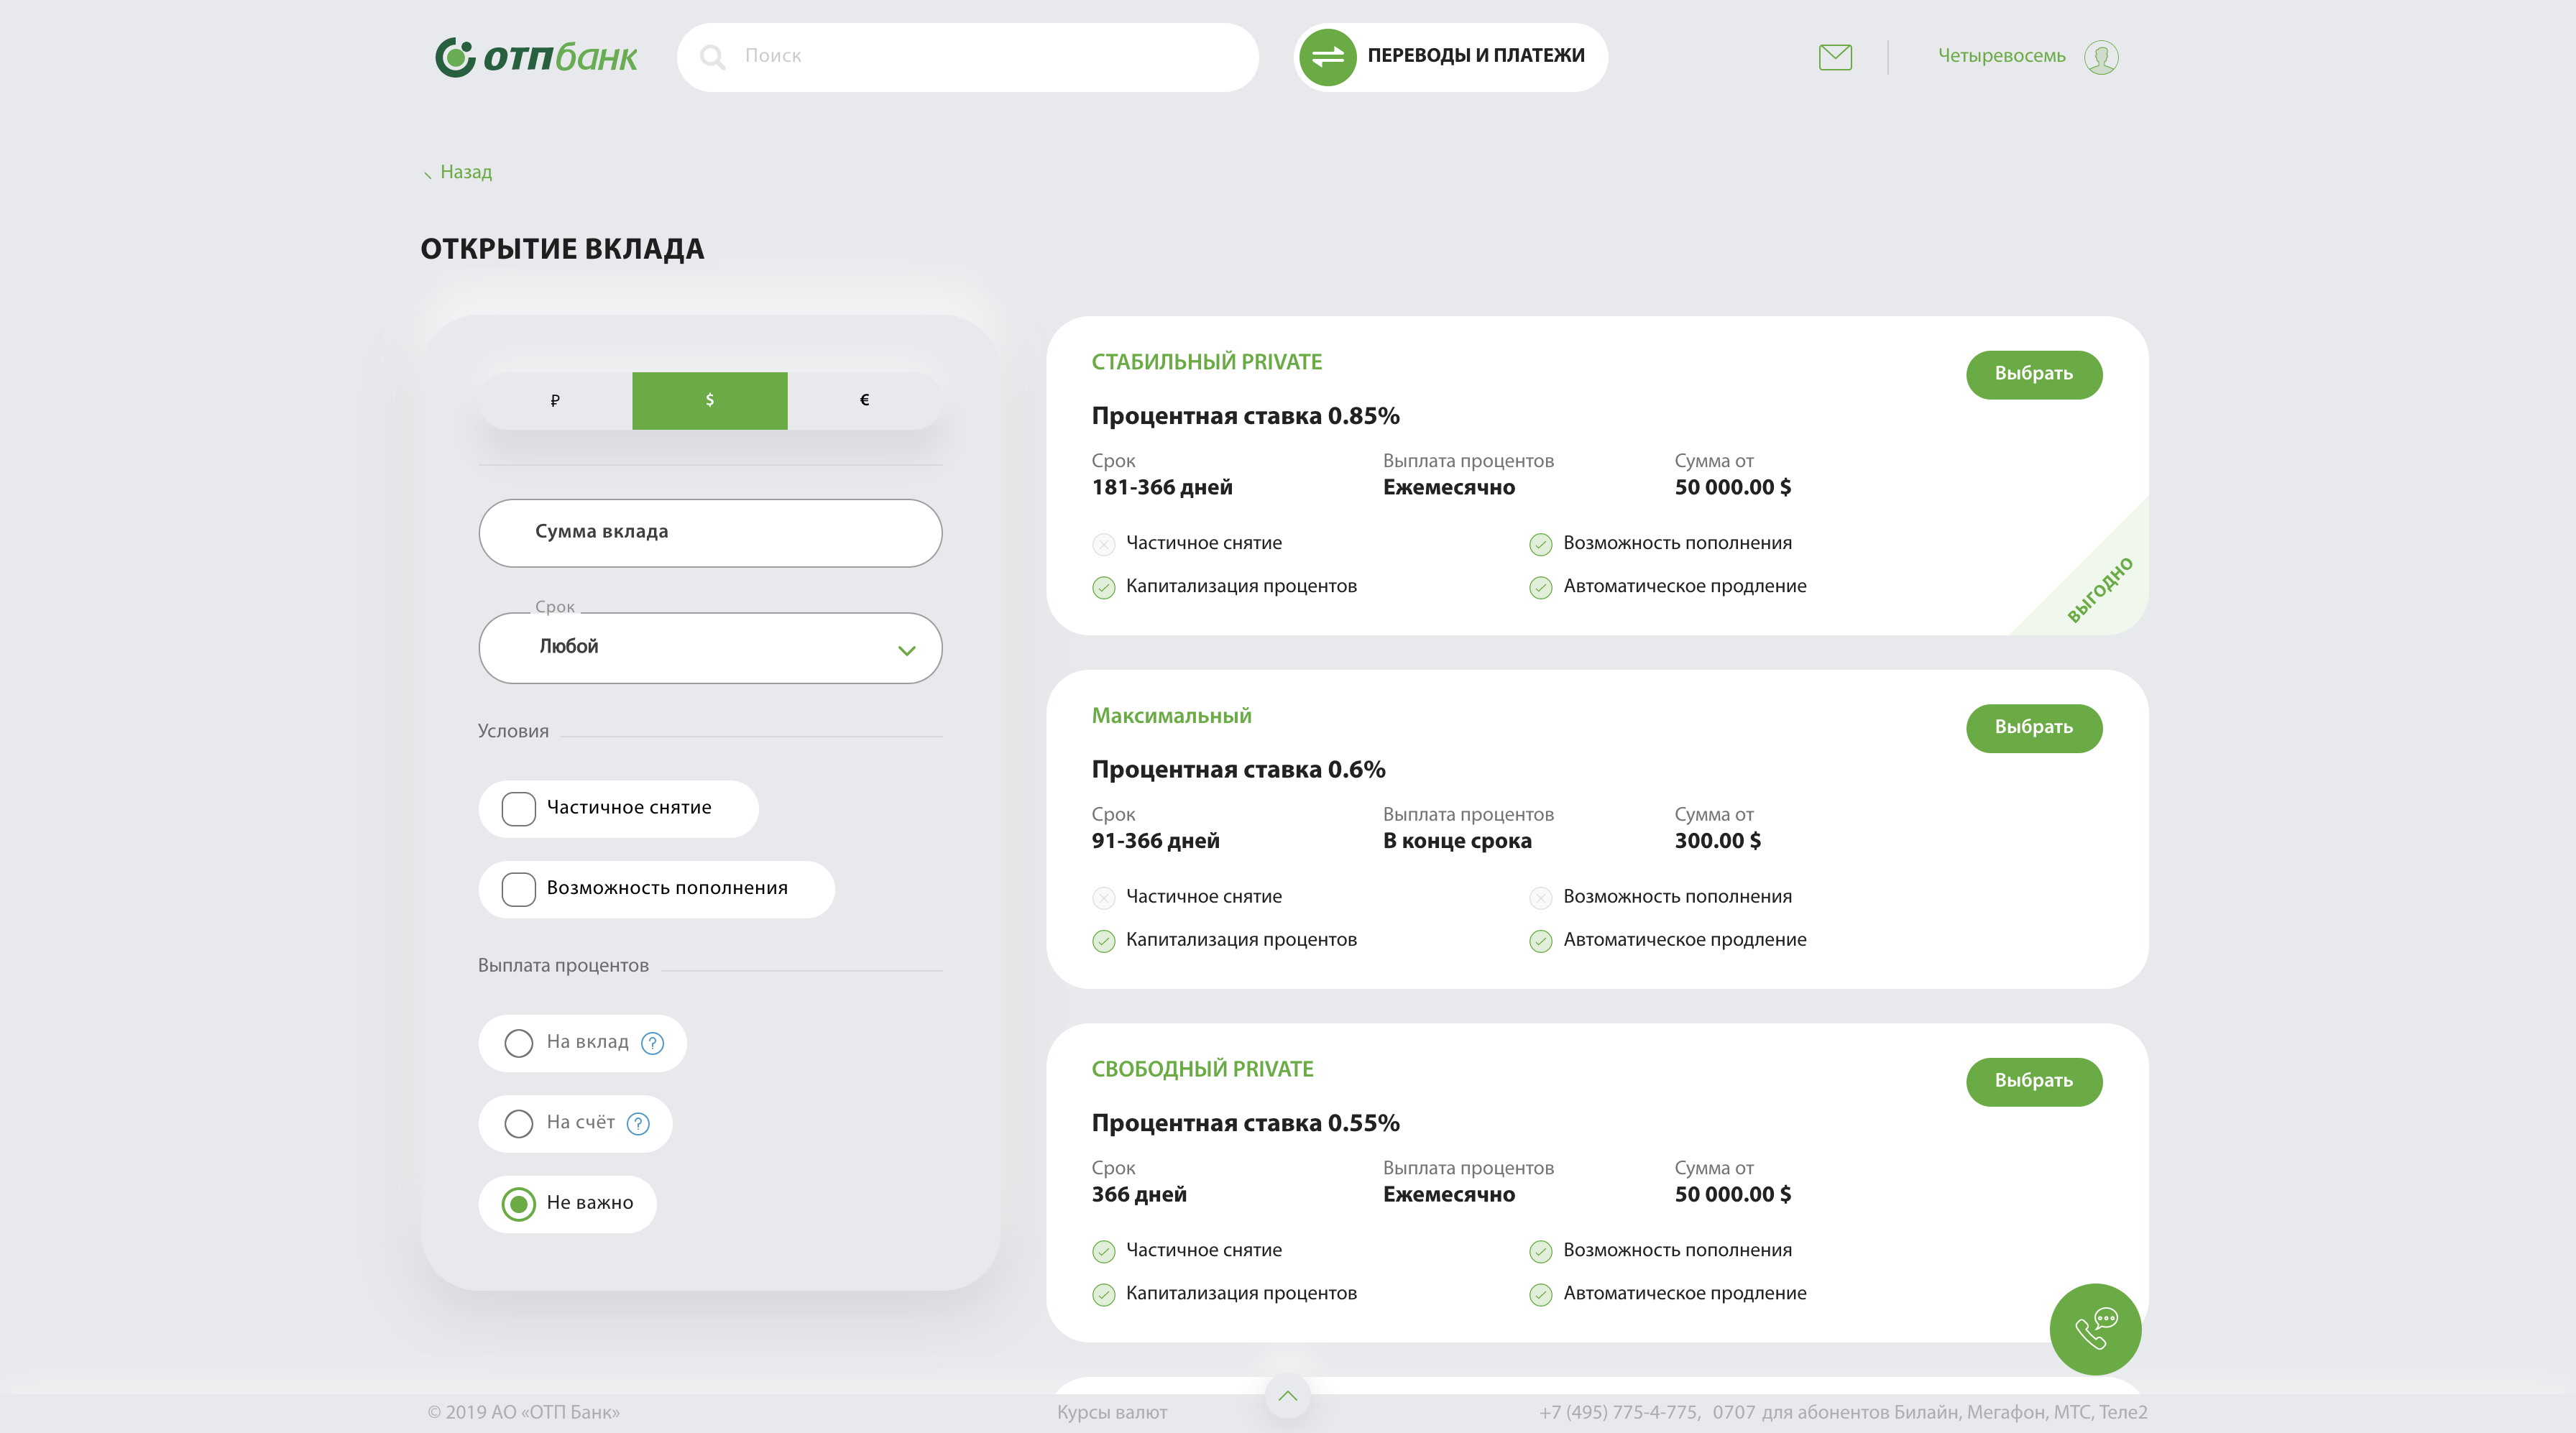 отпбанк
Поиск
ПЕРЕВОДЫ И ПЛАТЕЖИ
Четыревосемь
Назад
ОТКРЫТИЕ ВКЛАДА
₽ $ €
Сумма вклада
Срок
Любой
Условия
Частичное снятие
Возможность пополнения
Выплата процентов
На вклад ?
На счёт ?
Не важно
СТАБИЛЬНЫЙ PRIVATE
Выбрать
Процентная ставка 0.85%
Срок Выплата процентов Сумма от
181-366 дней Ежемесячно 50 000.00 $
Частичное снятие Возможность пополнения
Капитализация процентов Автоматическое продление
ВЫГОДНО
Максимальный
Выбрать
Процентная ставка 0.6%
Срок Выплата процентов Сумма от
91-366 дней В конце срока 300.00 $
Частичное снятие Возможность пополнения
Капитализация процентов Автоматическое продление
СВОБОДНЫЙ PRIVATE
Выбрать
Процентная ставка 0.55%
Срок Выплата процентов Сумма от
366 дней Ежемесячно 50 000.00 $
Частичное снятие Возможность пополнения
Капитализация процентов Автоматическое продление
© 2019 АО «ОТП Банк» Курсы валют +7 (495) 775-4-775, 0707 для абонентов Билайн, Мегафон, МТС, Теле2